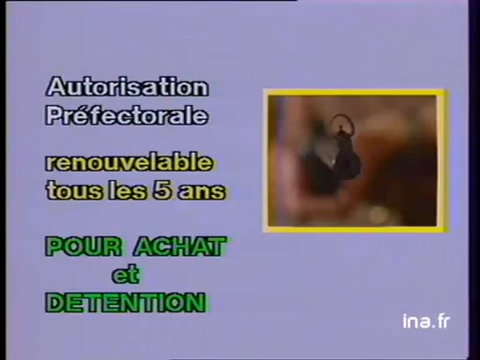 Autorisation
Préfectorale
renouvelable
tous les 5 ans
POUR ACHAT
et
DETENTION
ina.fr